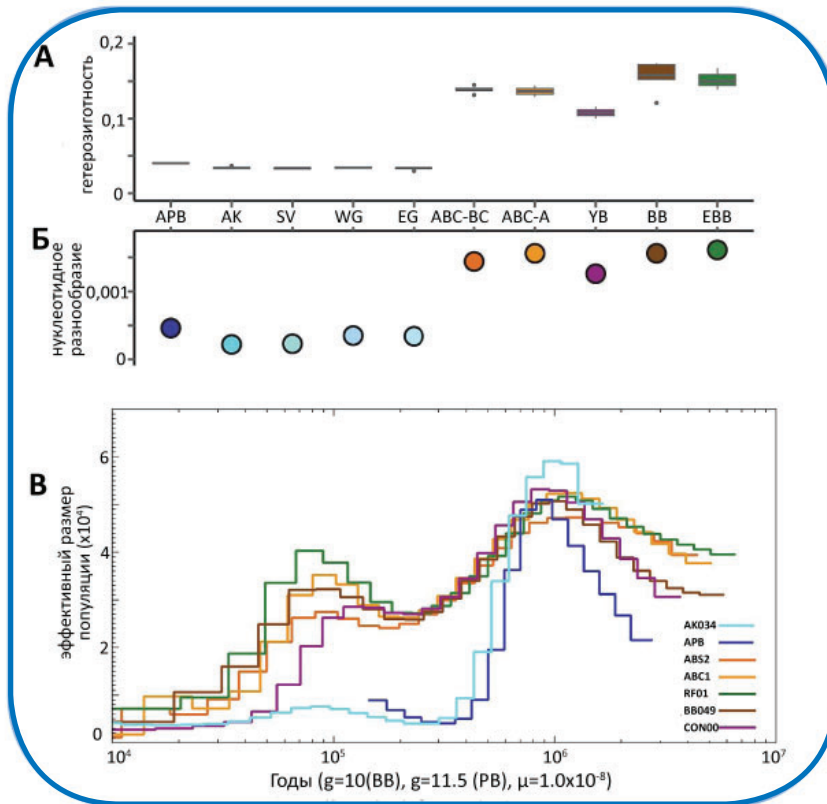 А
0,2
0,1
0
гетерозиготность
APB AK SV WG EG ABC-BC ABC-A YB BB EBB
Б
0,001
0
нуклеотидное
разнообразие
В
6
4
2
0
эффективный размер
популяции (x10⁴)
AK034
APB
ABS2
ABC1
RF01
BB049
CON00
10⁴ 10⁵ 10⁶ 10⁷
Годы (g=10(BB), g=11.5 (PB), µ=1.0x10⁻⁸)